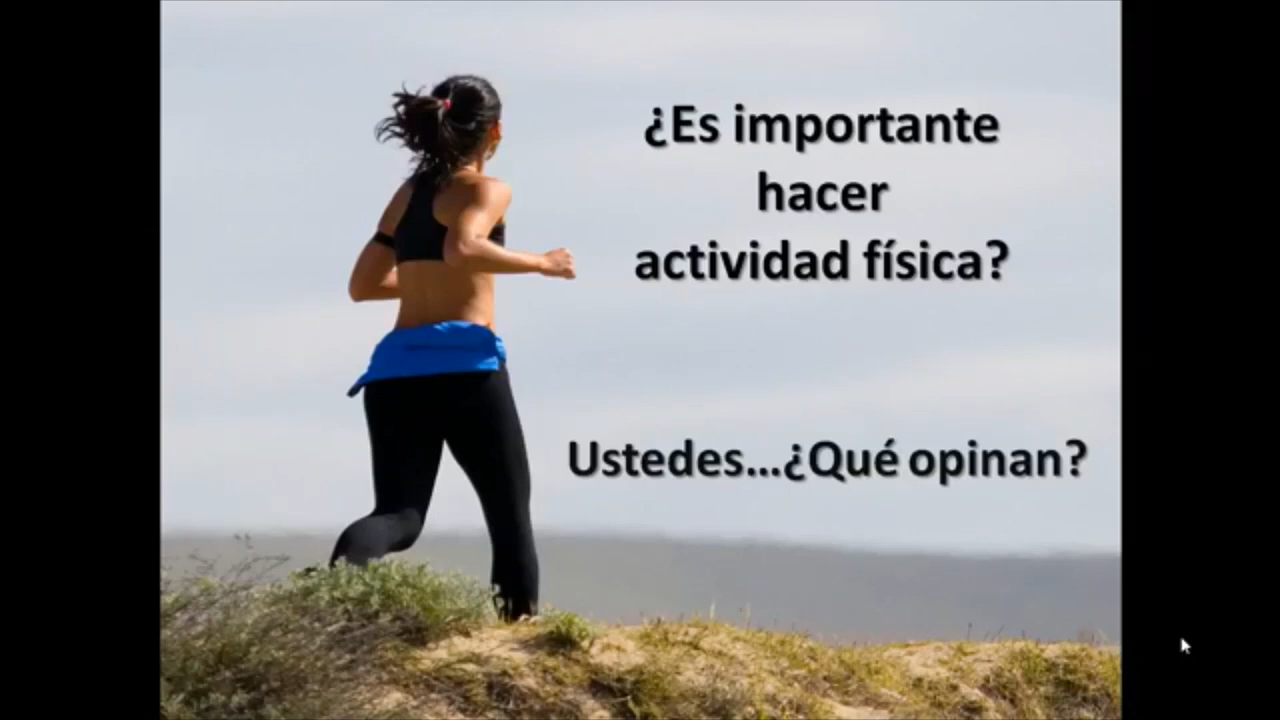 ¿Es importante
hacer
actividad física?
Ustedes...¿Qué opinan?